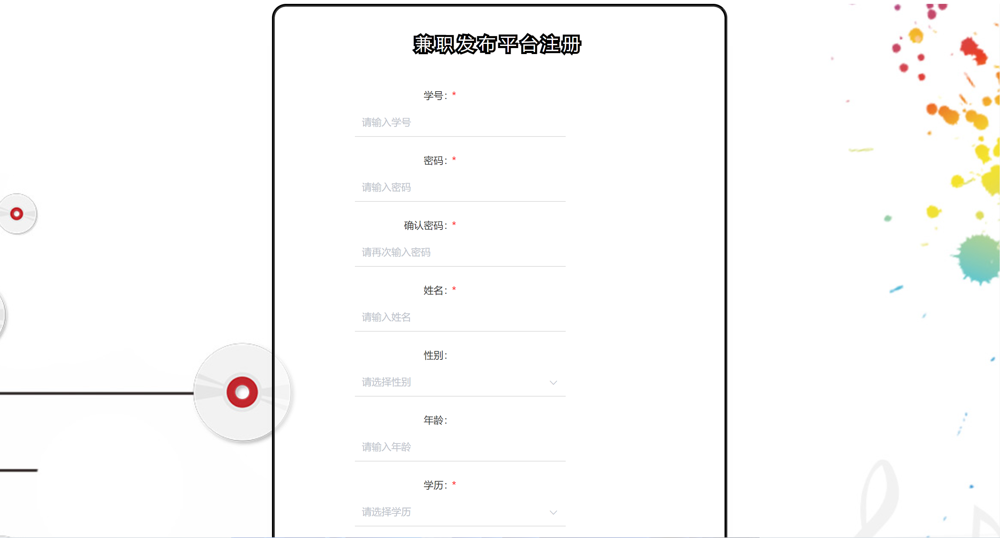 兼职发布平台注册
学号：*
请输入学号
密码：*
请输入密码
确认密码：*
请再次输入密码
姓名：*
请输入姓名
性别：
请选择性别
年龄：
请输入年龄
学历：*
请选择学历